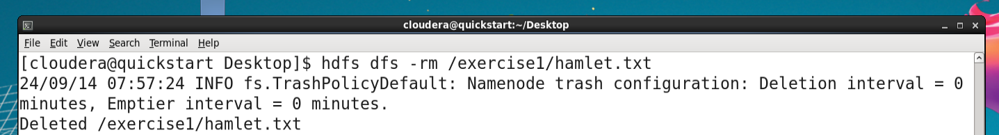 cloudera@quickstart:~/Desktop
File Edit View Search Terminal Help
[cloudera@quickstart Desktop]$ hdfs dfs -rm /exercise1/hamlet.txt
24/09/14 07:57:24 INFO fs.TrashPolicyDefault: Namenode trash configuration: Deletion interval = 0
minutes, Emptier interval = 0 minutes.
Deleted /exercise1/hamlet.txt